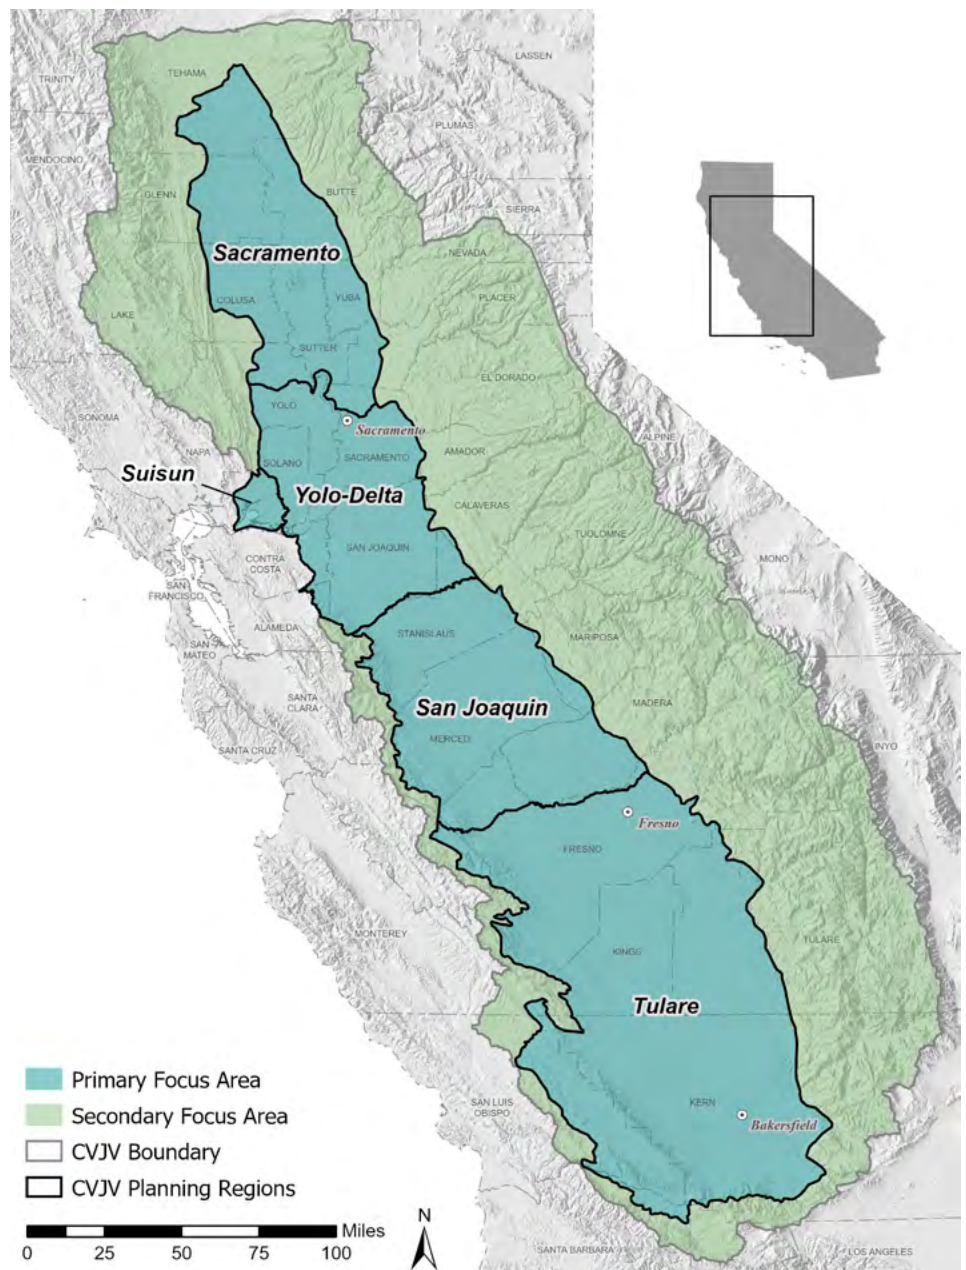 LASSEN
TRINITY
TEHAMA
PLUMAS
MENDOCINO
GLENN
BUTTE
SIERRA
Sacramento
NEVADA
COLUSA
YUBA
PLACER
LAKE
SUTTER
EL DORADO
YOLO
SONOMA
Sacramento
ALPINE
NAPA
AMADOR
SOLANO
SACRAMENTO
Suisun
Yolo-Delta
CALAVERAS
TUOLOMNE
SAN JOAQUIN
CONTRA
COSTA
MONO
SAN
FRANCISCO
ALAMEDA
STANISLAUS
MARIPOSA
SAN
MATEO
SANTA
CLARA
San Joaquin
MADERA
MERCED
SANTA CRUZ
INYO
Fresno
FRESNO
MONTEREY
TULARE
KINGS
Tulare
Primary Focus Area
Secondary Focus Area
CVJV Boundary
CVJV Planning Regions
SAN LUIS
OBISPO
KERN
Bakersfield
Miles
0 25 50 75 100
N
SANTA BARBARA
LOS ANGELES